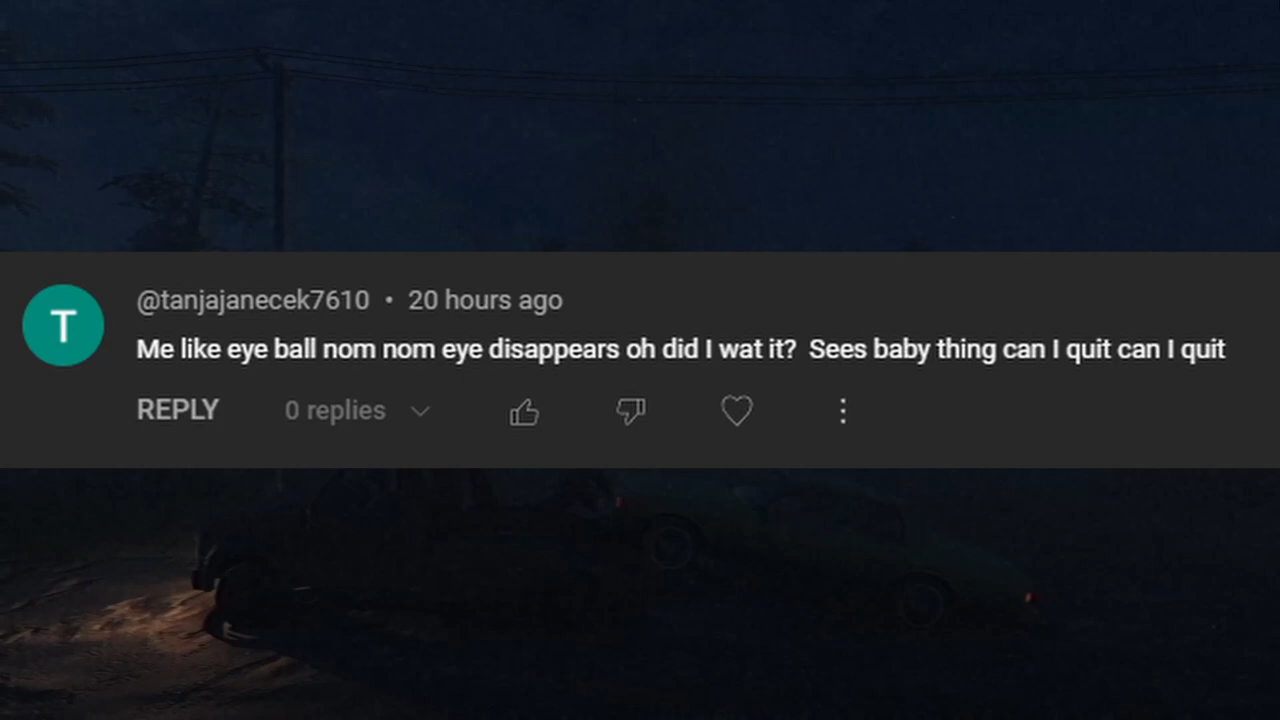 T
@tanjajanecek7610 • 20 hours ago
Me like eye ball nom nom eye disappears oh did I wat it?  Sees baby thing can I quit can I quit
REPLY 0 replies